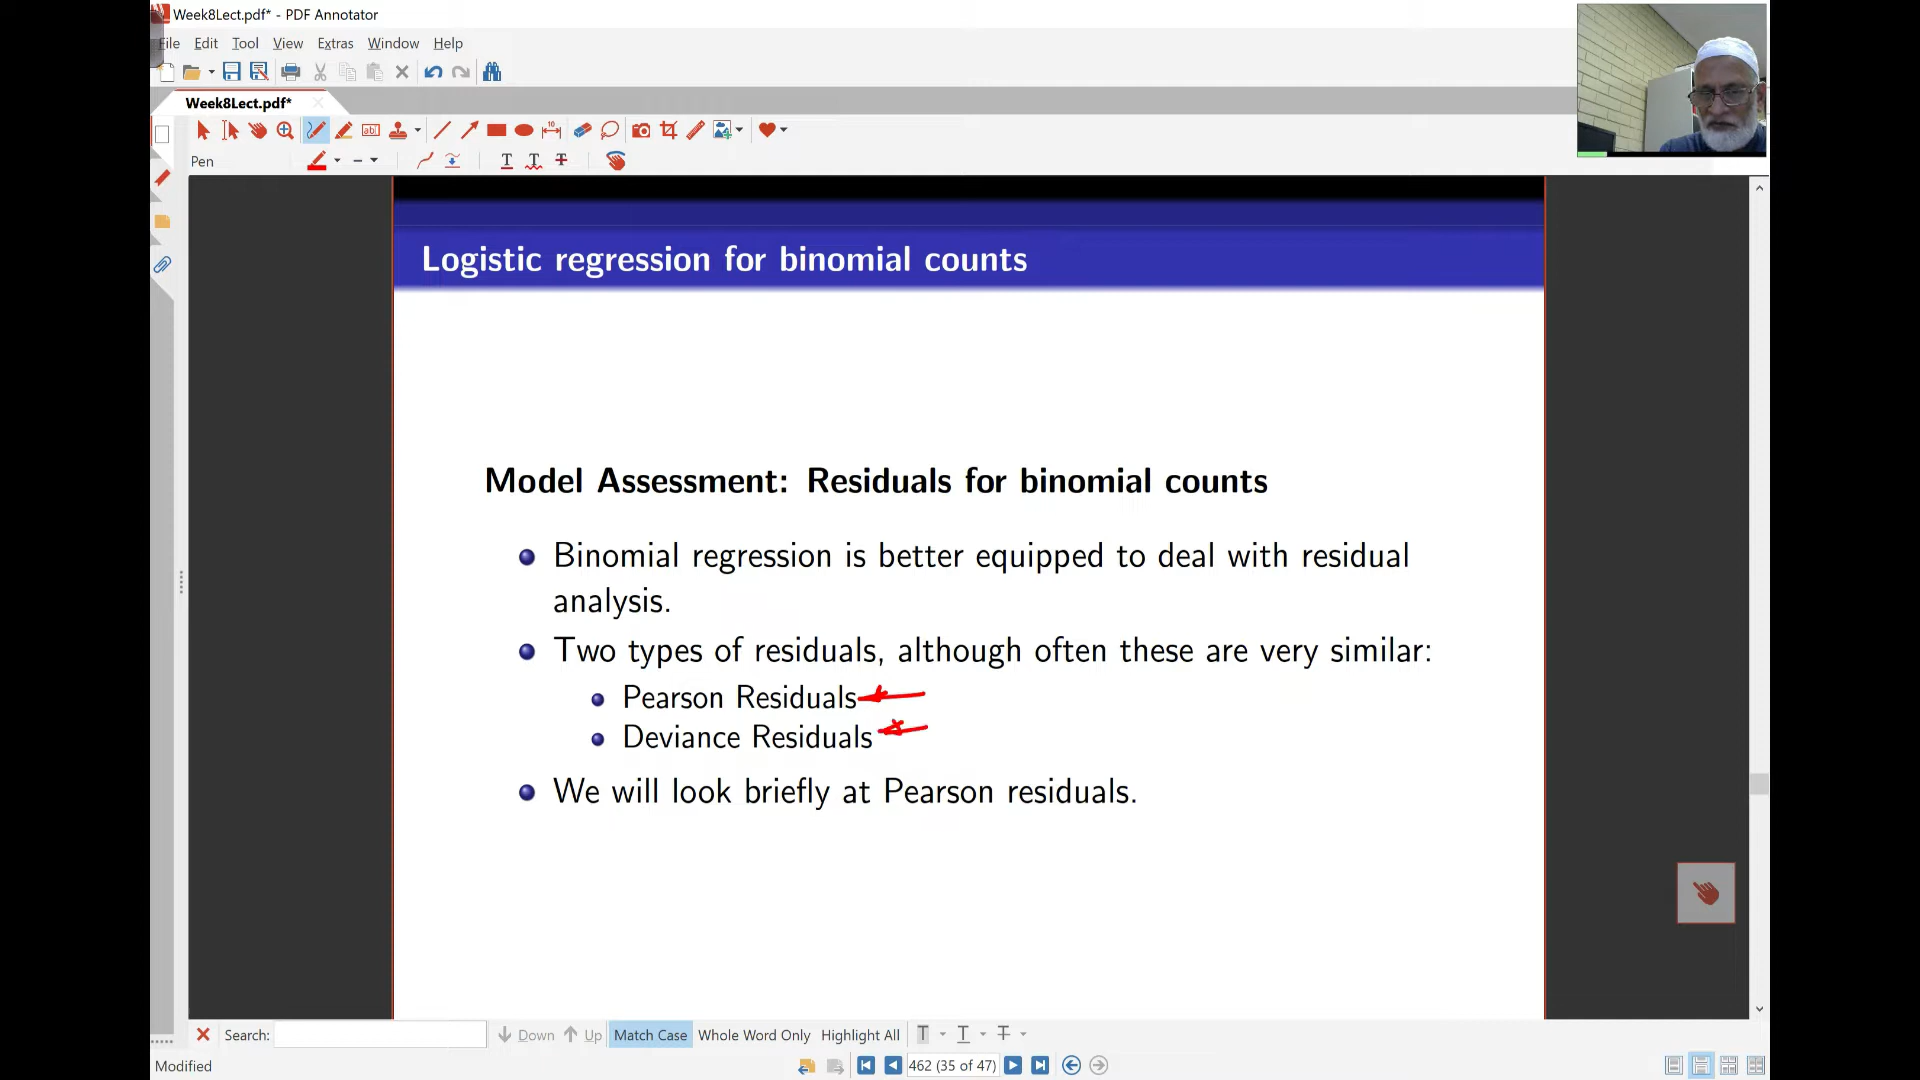 Week8Lect.pdf* - PDF Annotator
File Edit Tool View Extras Window Help
Week8Lect.pdf*
Pen
Logistic regression for binomial counts
Model Assessment: Residuals for binomial counts
Binomial regression is better equipped to deal with residual
analysis.
Two types of residuals, although often these are very similar:
Pearson Residuals
Deviance Residuals
We will look briefly at Pearson residuals.
Search: Down Up Match Case Whole Word Only Highlight All
Modified 462 (35 of 47)